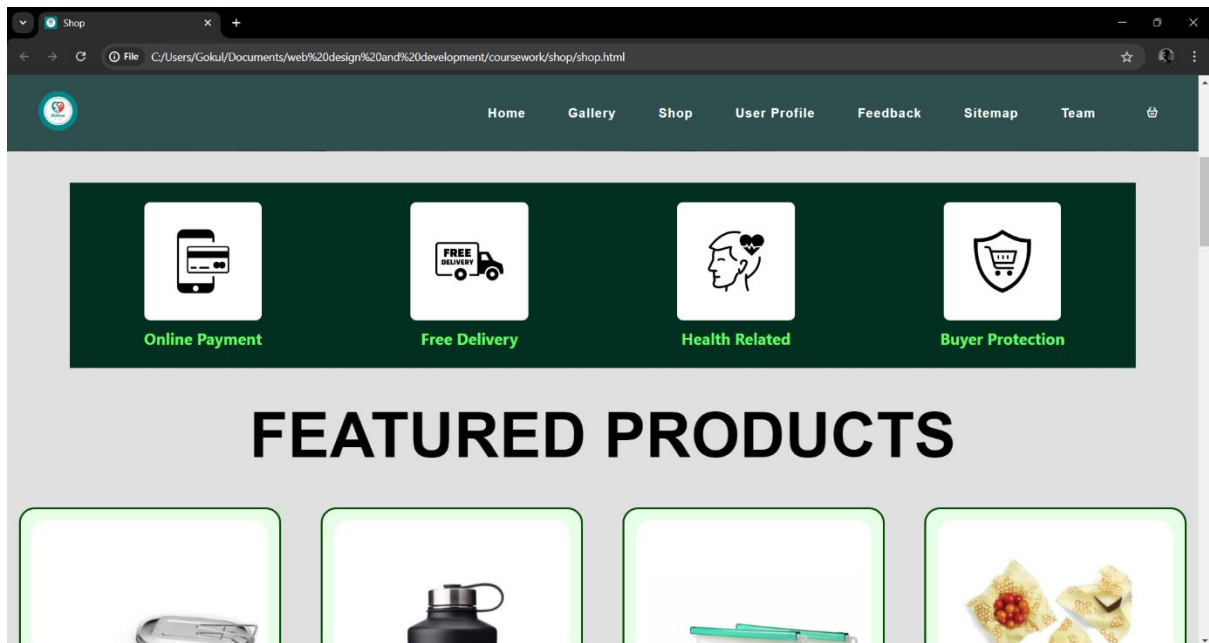 Shop
File C:/Users/Gokul/Documents/web%20design%20and%20development/coursework/shop/shop.html
Home Gallery Shop User Profile Feedback Sitemap Team
FREE
DELIVERY
Online Payment Free Delivery Health Related Buyer Protection
FEATURED PRODUCTS